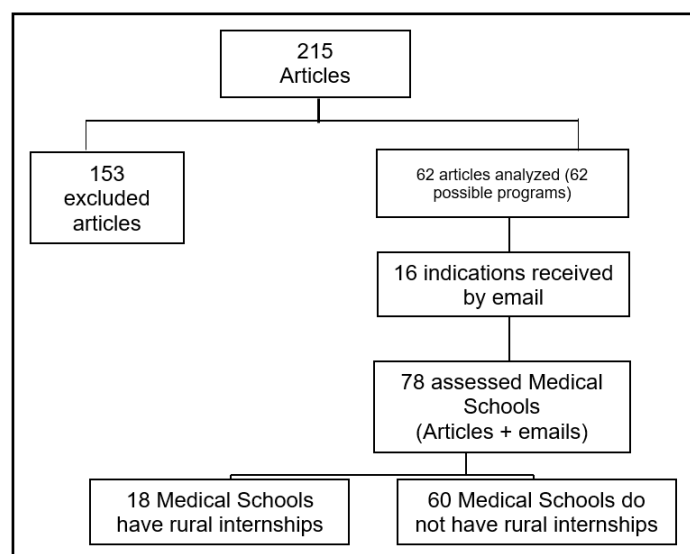 215
Articles
153
excluded
articles
62 articles analyzed (62
possible programs)
16 indications received
by email
78 assessed Medical
Schools
(Articles + emails)
18 Medical Schools
have rural internships
60 Medical Schools do
not have rural internships